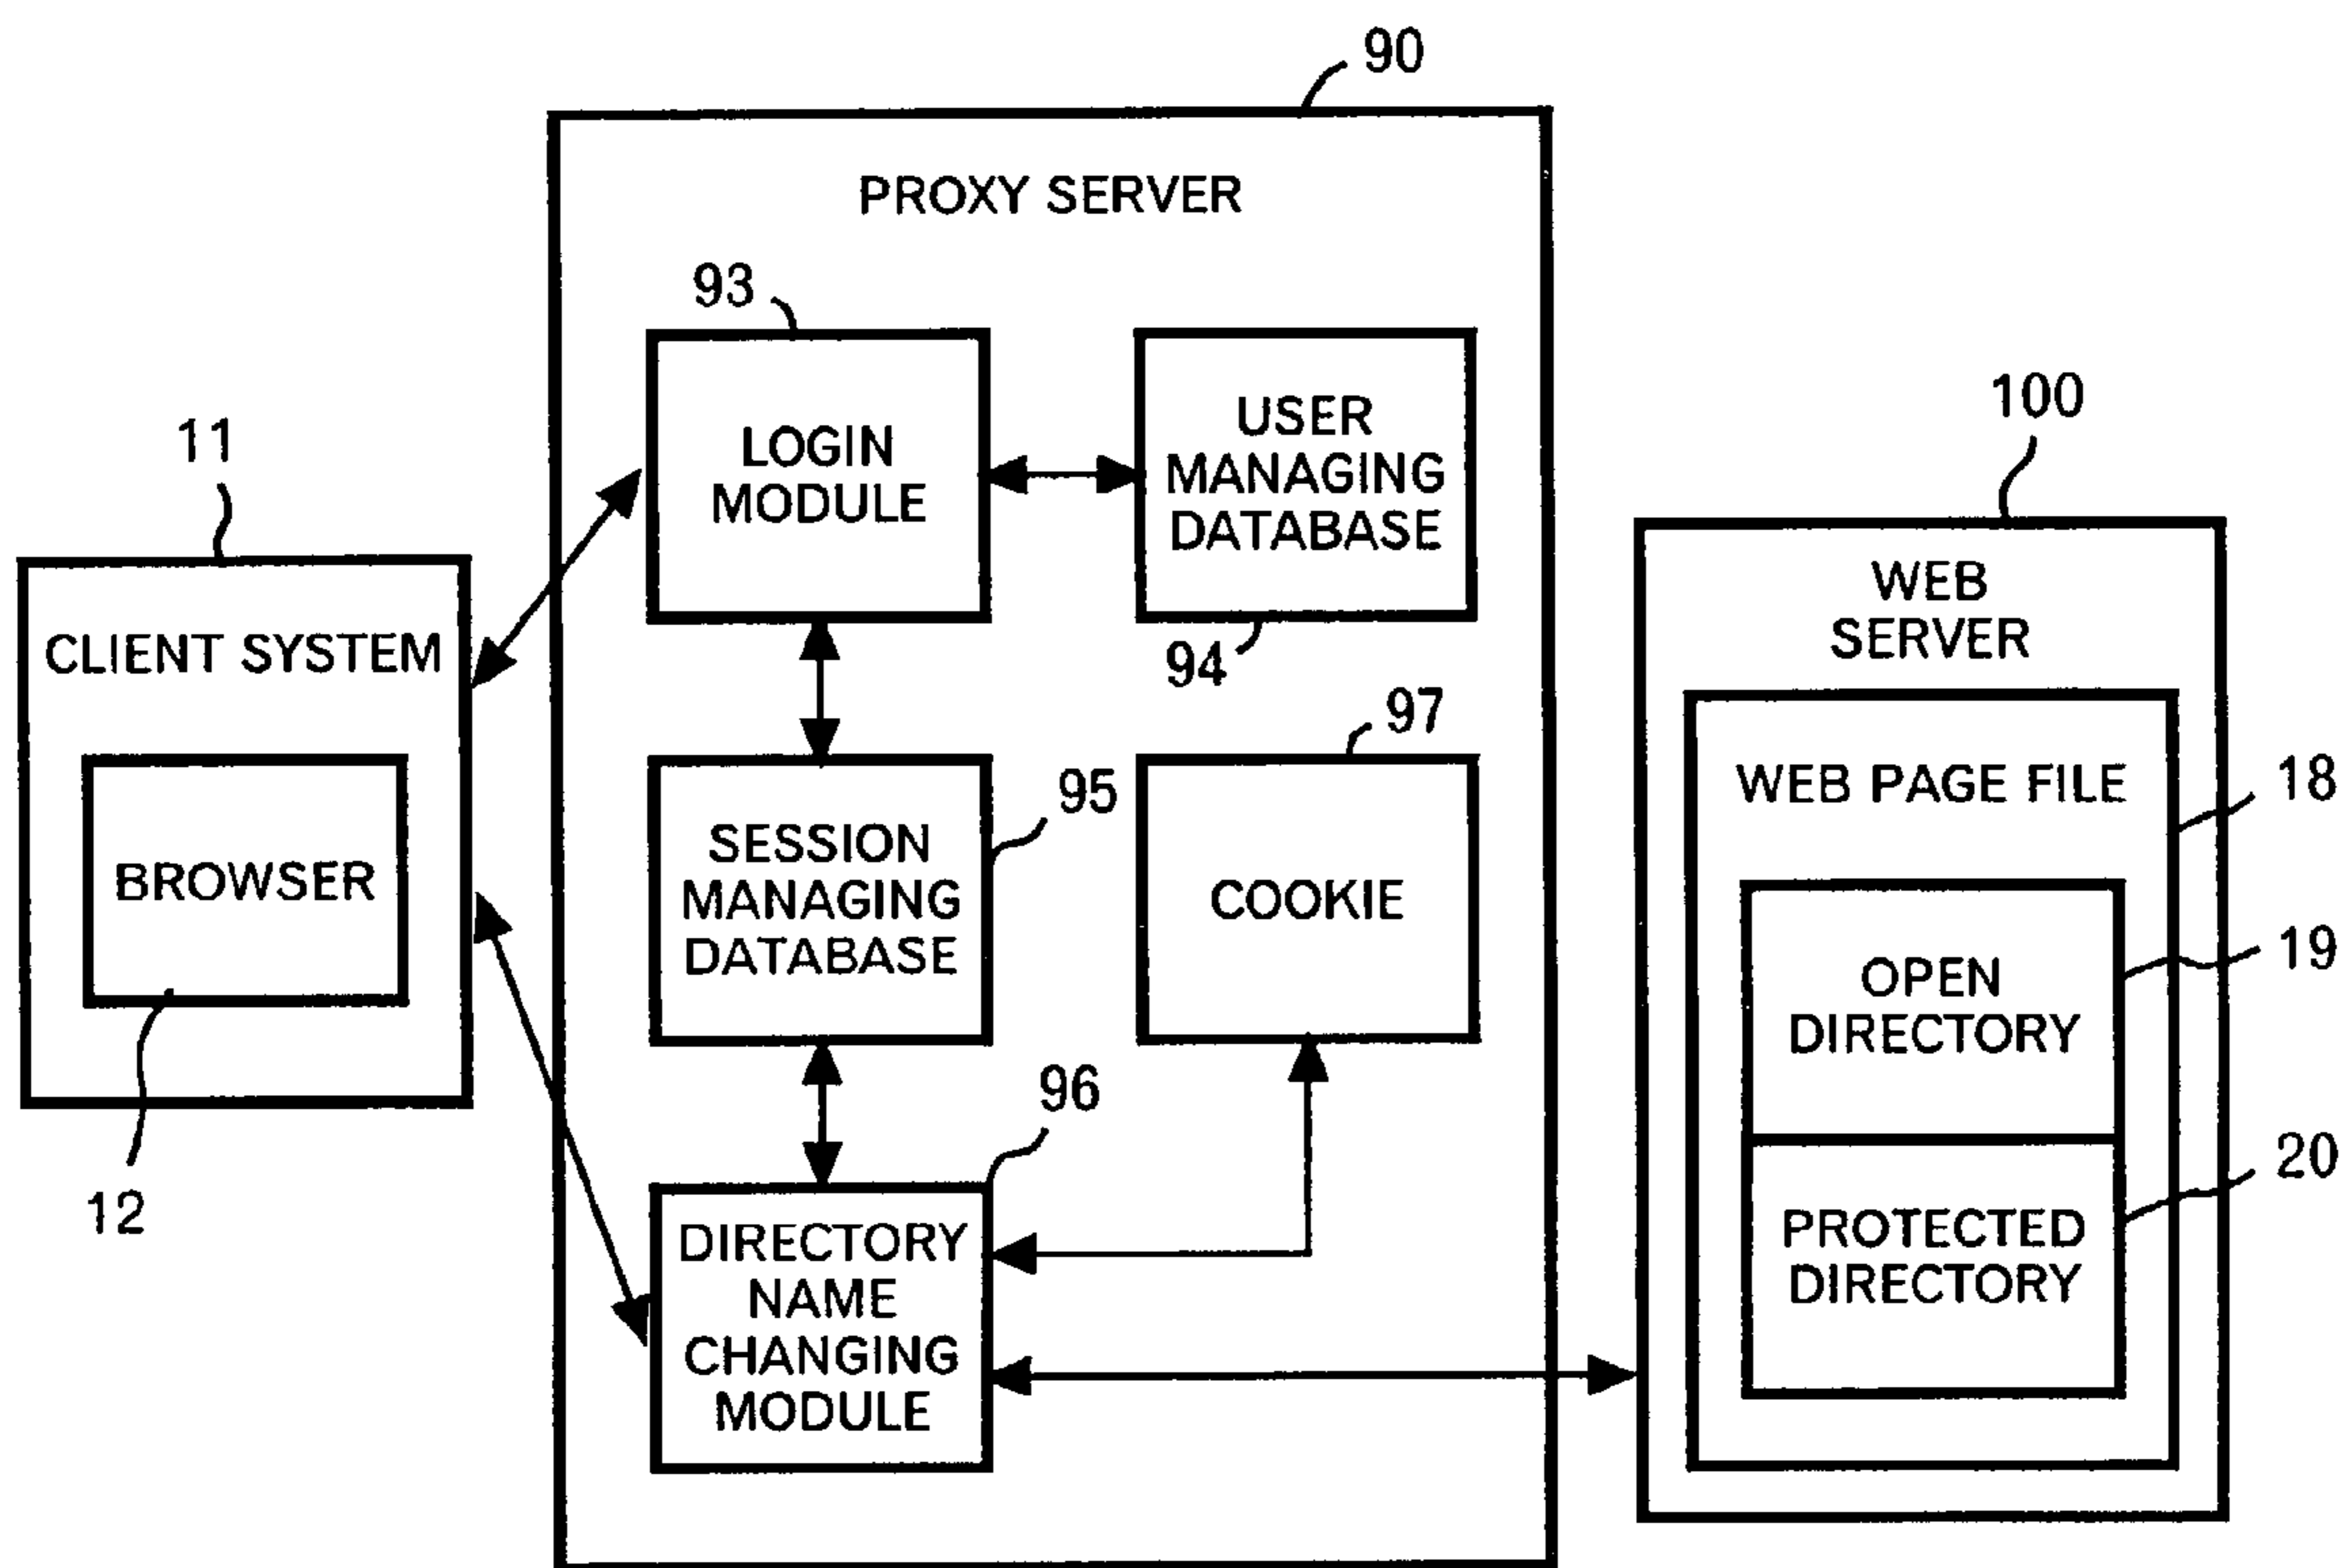 90
PROXY SERVER
93
LOGIN
MODULE
USER
MANAGING
DATABASE
94
11
CLIENT SYSTEM
BROWSER
12
SESSION
MANAGING
DATABASE
95
97
COOKIE
96
DIRECTORY
NAME
CHANGING
MODULE
100
WEB
SERVER
WEB PAGE FILE
18
OPEN
DIRECTORY
19
PROTECTED
DIRECTORY
20